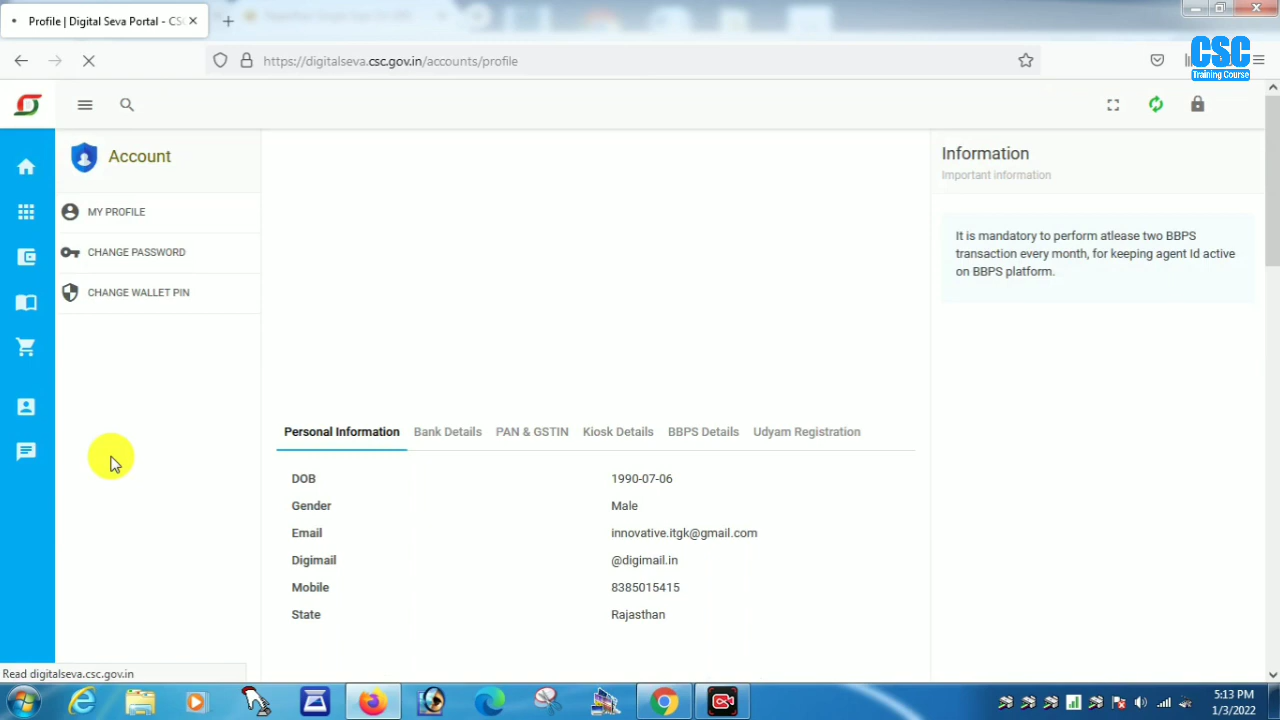 Profile | Digital Seva Portal - CSC
https://digitalseva.csc.gov.in/accounts/profile
CSC
Training Course
Account
MY PROFILE
CHANGE PASSWORD
CHANGE WALLET PIN
Information
Important information
It is mandatory to perform atlease two BBPS
transaction every month, for keeping agent Id active
on BBPS platform.
Personal Information Bank Details PAN & GSTIN Kiosk Details BBPS Details Udyam Registration
DOB 1990-07-06
Gender Male
Email innovative.itgk@gmail.com
Digimail @digimail.in
Mobile 8385015415
State Rajasthan
Read digitalseva.csc.gov.in
5:13 PM
1/3/2022